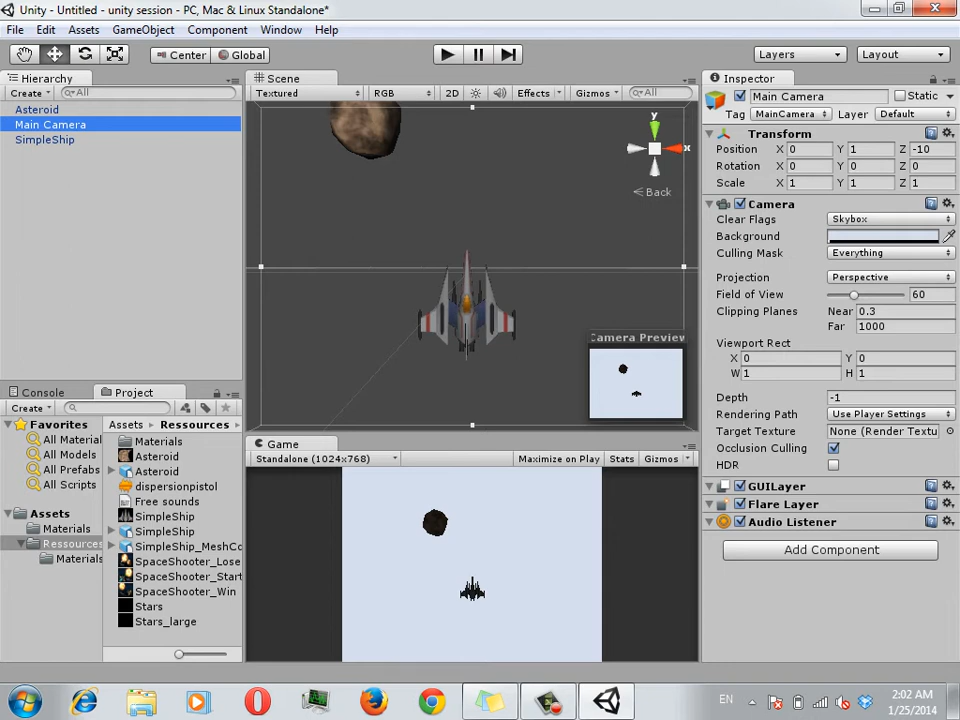 Unity - Untitled - unity session - PC, Mac & Linux Standalone*
File Edit Assets GameObject Component Window Help
Center Global Layers Layout
Hierarchy
Create All
Asteroid
Main Camera
SimpleShip
Scene
Textured RGB 2D Effects Gizmos All
y
x
Back
Camera Preview
Game
Standalone (1024x768) Maximize on Play Stats Gizmos
Console Project
Create
Favorites
All Material
All Models
All Prefabs
All Scripts
Assets
Materials
Ressources
Materials
Assets Ressources
Materials
Asteroid
Asteroid
dispersionpistol
Free sounds
SimpleShip
SimpleShip
SimpleShip_MeshCo
SpaceShooter_Lose
SpaceShooter_Start
SpaceShooter_Win
Stars
Stars_large
Inspector
Main Camera Static
Tag MainCamera Layer Default
Transform
Position X 0 Y 1 Z -10
Rotation X 0 Y 0 Z 0
Scale X 1 Y 1 Z 1
Camera
Clear Flags Skybox
Background
Culling Mask Everything
Projection Perspective
Field of View 60
Clipping Planes Near 0.3
Far 1000
Viewport Rect
X 0 Y 0
W 1 H 1
Depth -1
Rendering Path Use Player Settings
Target Texture None (Render Textu
Occlusion Culling
HDR
GUILayer
Flare Layer
Audio Listener
Add Component
EN
2:02 AM
1/25/2014